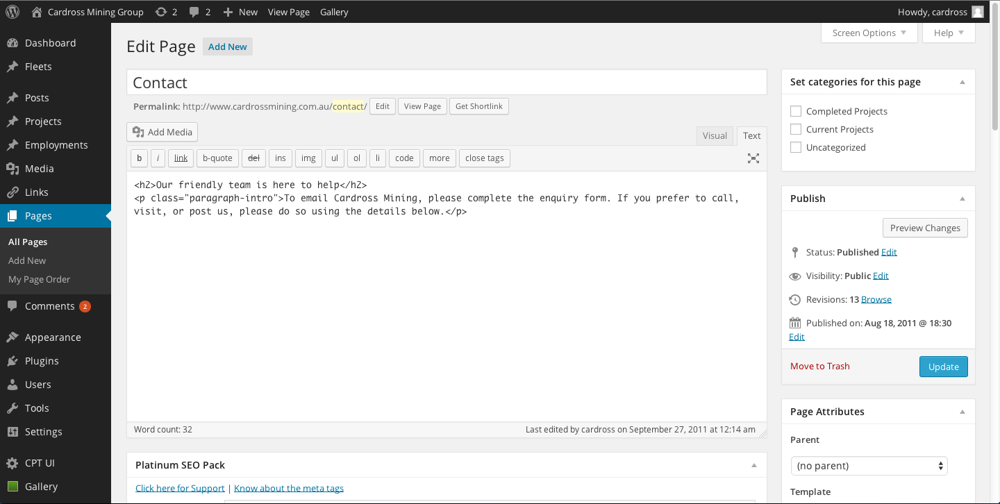 Cardross Mining Group 2 2 New View Page Gallery Howdy, cardross
Dashboard
Fleets
Posts
Projects
Employments
Media
Links
Pages
All Pages
Add New
My Page Order
Comments 2
Appearance
Plugins
Users
Tools
Settings
CPT UI
Gallery
Screen Options Help
Edit Page Add New
Contact
Permalink: http://www.cardrossmining.com.au/contact/ Edit View Page Get Shortlink
Add Media
Visual Text
b i link b-quote del ins img ul ol li code more close tags
<h2>Our friendly team is here to help</h2>
<p class="paragraph-intro">To email Cardross Mining, please complete the enquiry form. If you prefer to call,
visit, or post us, please do so using the details below.</p>
Word count: 32 Last edited by cardross on September 27, 2011 at 12:14 am
Platinum SEO Pack
Click here for Support | Know about the meta tags
Set categories for this page
Completed Projects
Current Projects
Uncategorized
Publish
Preview Changes
Status: Published Edit
Visibility: Public Edit
Revisions: 13 Browse
Published on: Aug 18, 2011 @ 18:30
Edit
Move to Trash Update
Page Attributes
Parent
(no parent)
Template